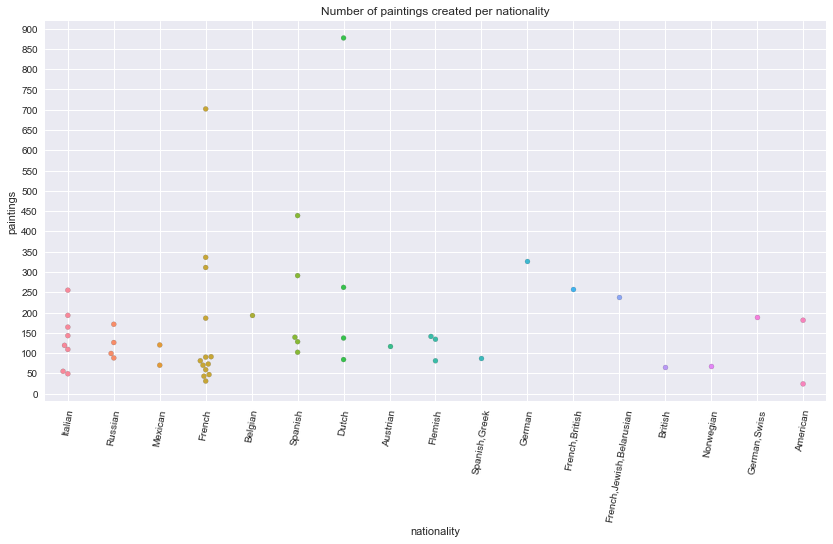 Number of paintings created per nationality
900
850
800
750
700
650
600
550
500
450
400
350
300
250
200
150
100
50
0
paintings
Italian
Russian
Mexican
French
Belgian
Spanish
Dutch
Austrian
Flemish
Spanish,Greek
German
French,British
French,Jewish,Belarusian
British
Norwegian
German,Swiss
American
nationality